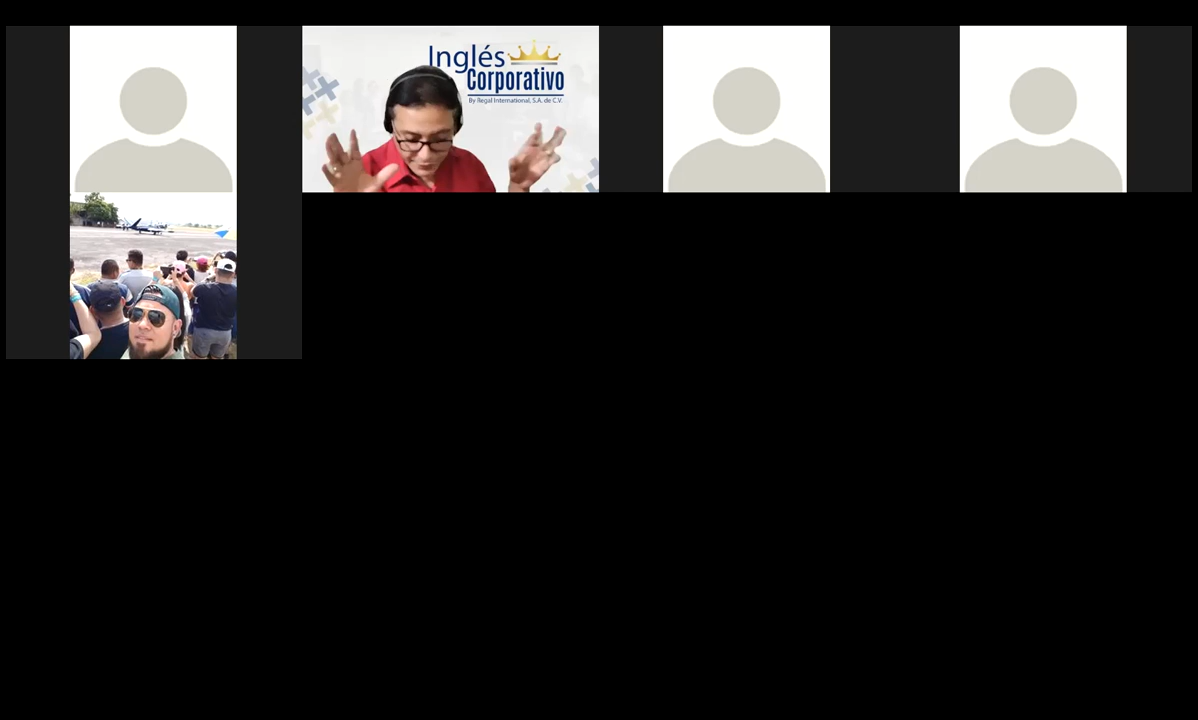 Inglés
Corporativo
By Regal International, S.A. de C.V.